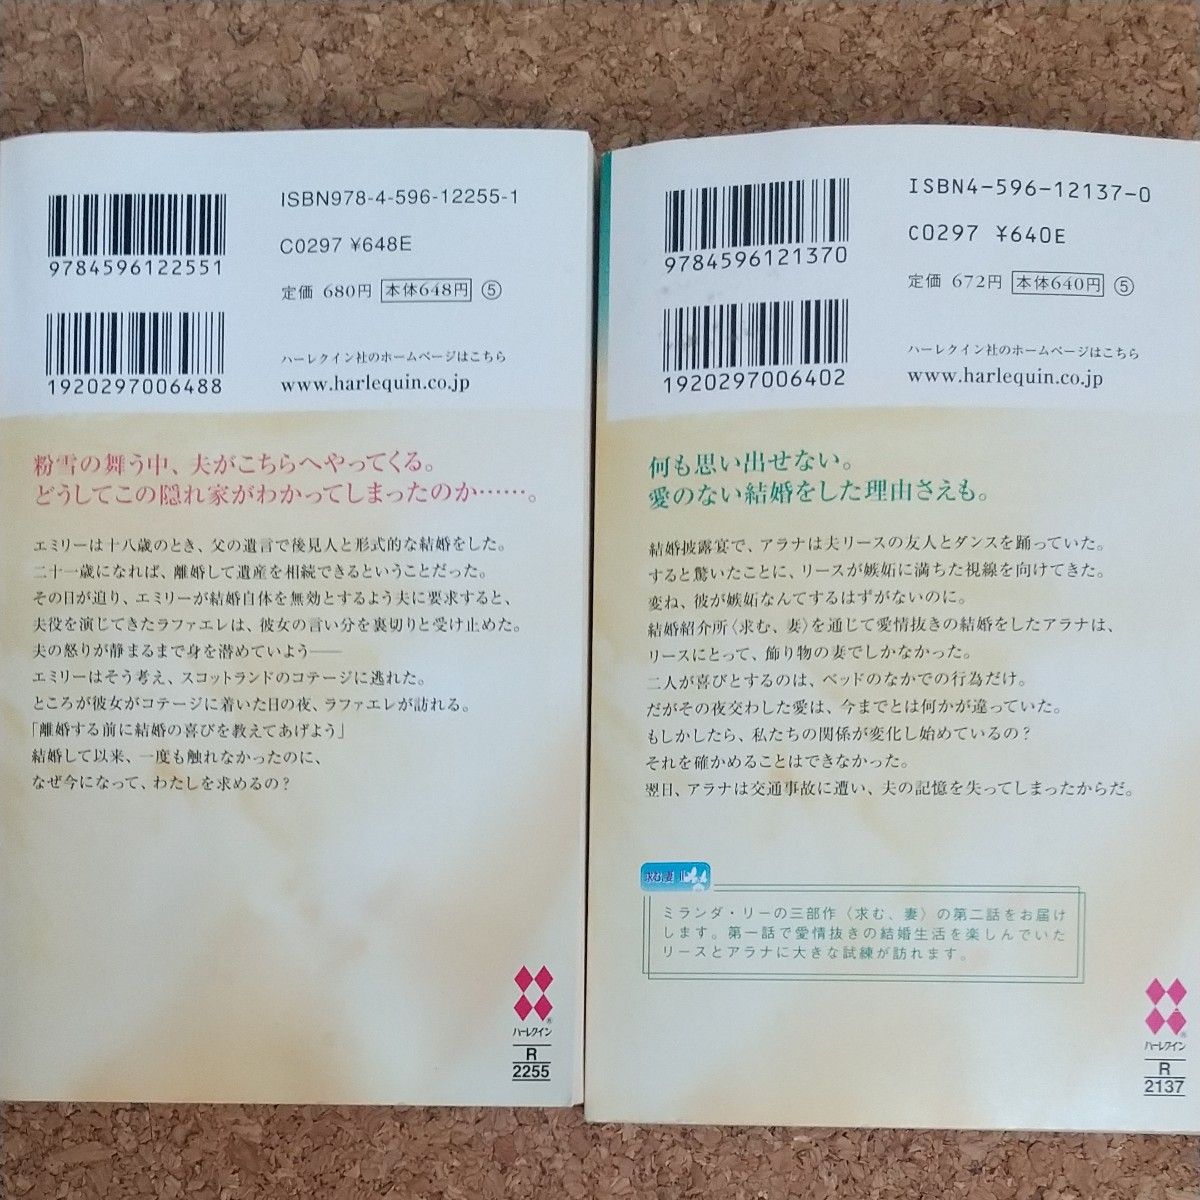 ISBN978-4-596-12255-1
9784596122551
C0297 ¥648E
定価 680円 本体648円 ⑤
1920297006488
ハーレクイン社のホームページはこちら
www.harlequin.co.jp
粉雪の舞う中、夫がこちらへやってくる。
どうしてこの隠れ家がわかってしまったのか……。
エミリーは十八歳のとき、父の遺言で後見人と形式的な結婚をした。
二十一歳になれば、離婚して遺産を相続できるということだった。
その日が迫り、エミリーが結婚自体を無効とするよう夫に要求すると、
夫役を演じてきたラファエレは、彼女の言い分を裏切りと受け止めた。
夫の怒りが静まるまで身を潜めていよう――
エミリーはそう考え、スコットランドのコテージに逃れた。
ところが彼女がコテージに着いた日の夜、ラファエレが訪れる。
「離婚する前に結婚の喜びを教えてあげよう」
結婚して以来、一度も触れなかったのに、
なぜ今になって、わたしを求めるの？
ハーレクイン
R
2255
ISBN4-596-12137-0
9784596121370
C0297 ¥640E
定価 672円 本体640円 ⑤
1920297006402
ハーレクイン社のホームページはこちら
www.harlequin.co.jp
何も思い出せない。
愛のない結婚をした理由さえも。
結婚披露宴で、アラナは夫リースの友人とダンスを踊っていた。
すると驚いたことに、リースが嫉妬に満ちた視線を向けてきた。
変ね、彼が嫉妬なんてするはずがないのに。
結婚紹介所〈求む、妻〉を通じて愛情抜きの結婚をしたアラナは、
リースにとって、飾り物の妻でしかなかった。
二人が喜びとするのは、ベッドのなかでの行為だけ。
だがその夜交わした愛は、今までとは何かが違っていた。
もしかしたら、私たちの関係が変化し始めているの？
それを確かめることはできなかった。
翌日、アラナは交通事故に遭い、夫の記憶を失ってしまったからだ。
求む、妻 II
ミランダ・リーの三部作〈求む、妻〉の第二話をお届け
します。第一話で愛情抜きの結婚生活を楽しんでいた
リースとアラナに大きな試練が訪れます。
ハーレクイン
R
2137